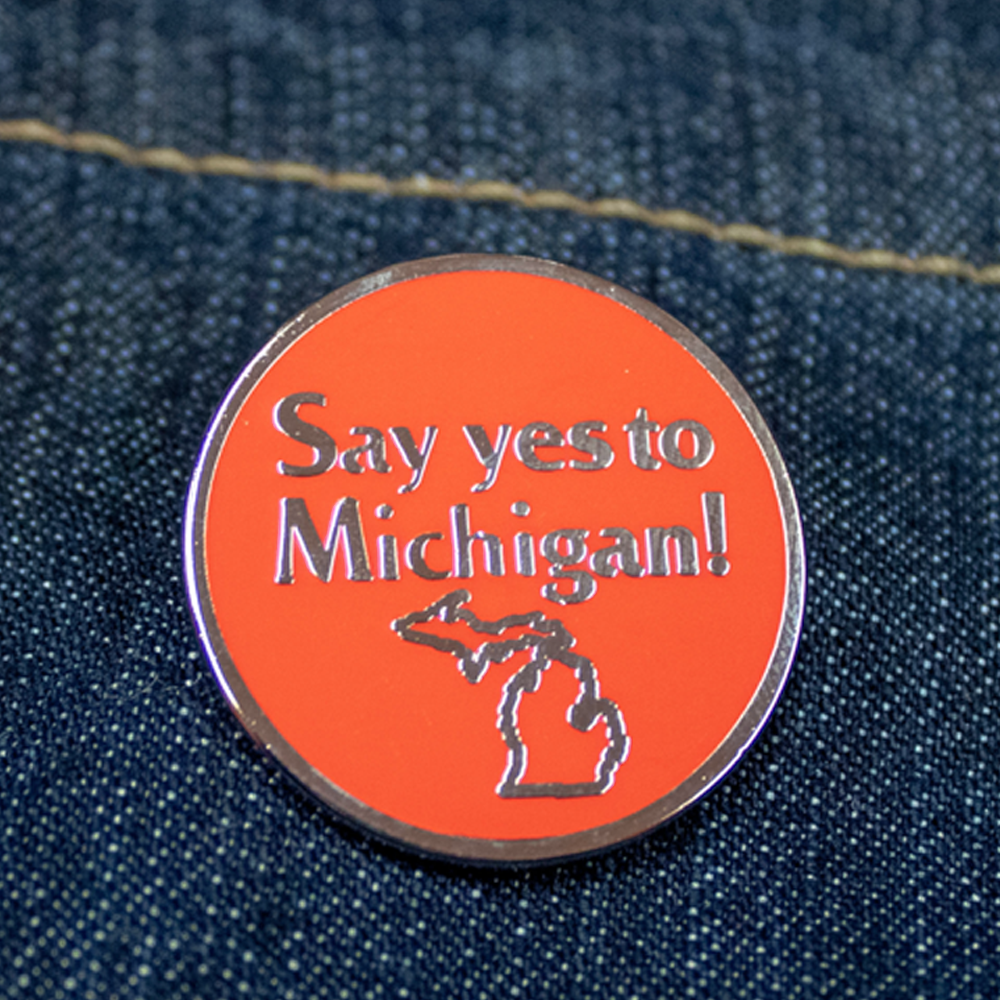 Say yes to
Michigan!